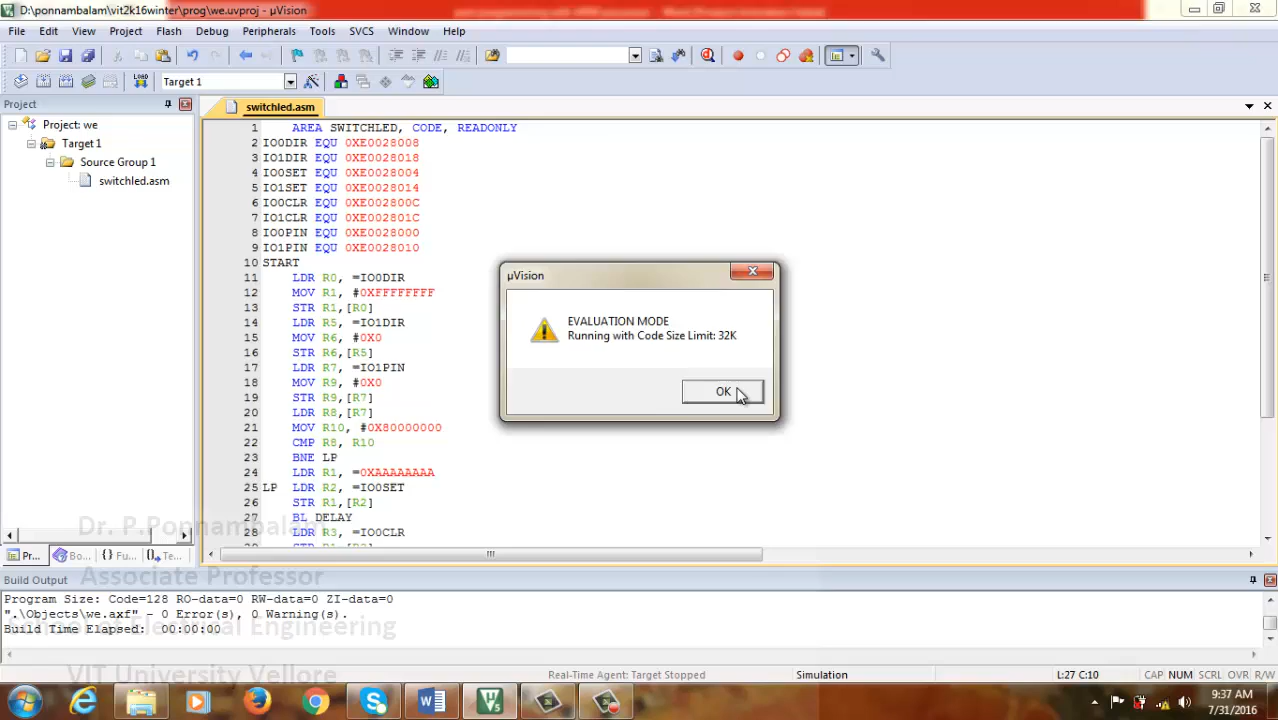 D:\ponnambalam\vit2k16winter\prog\we.uvproj - µVision
File Edit View Project Flash Debug Peripherals Tools SVCS Window Help
LOAD Target 1
Project
Project: we
Target 1
Source Group 1
switchled.asm
switchled.asm
1 AREA SWITCHLED, CODE, READONLY
2 IO0DIR EQU 0XE0028008
3 IO1DIR EQU 0XE0028018
4 IO0SET EQU 0XE0028004
5 IO1SET EQU 0XE0028014
6 IO0CLR EQU 0XE002800C
7 IO1CLR EQU 0XE002801C
8 IO0PIN EQU 0XE0028000
9 IO1PIN EQU 0XE0028010
10 START
11 LDR R0, =IO0DIR
12 MOV R1, #0XFFFFFFFF
13 STR R1,[R0]
14 LDR R5, =IO1DIR
15 MOV R6, #0X0
16 STR R6,[R5]
17 LDR R7, =IO1PIN
18 MOV R9, #0X0
19 STR R9,[R7]
20 LDR R8,[R7]
21 MOV R10, #0X80000000
22 CMP R8, R10
23 BNE LP
24 LDR R1, =0XAAAAAAAA
25 LP LDR R2, =IO0SET
26 STR R1,[R2]
27 BL DELAY
28 LDR R3, =IO0CLR
µVision
EVALUATION MODE
Running with Code Size Limit: 32K
OK
Pr... Bo... {} Fu... Te...
Build Output
Program Size: Code=128 RO-data=0 RW-data=0 ZI-data=0
".\Objects\we.axf" - 0 Error(s), 0 Warning(s).
Build Time Elapsed: 00:00:00
Dr. P.Ponnambalam
Associate Professor
Electrical Engineering
VIT University Vellore
Real-Time Agent: Target Stopped Simulation L:27 C:10 CAP NUM SCRL OVR
9:37 AM
7/31/2016